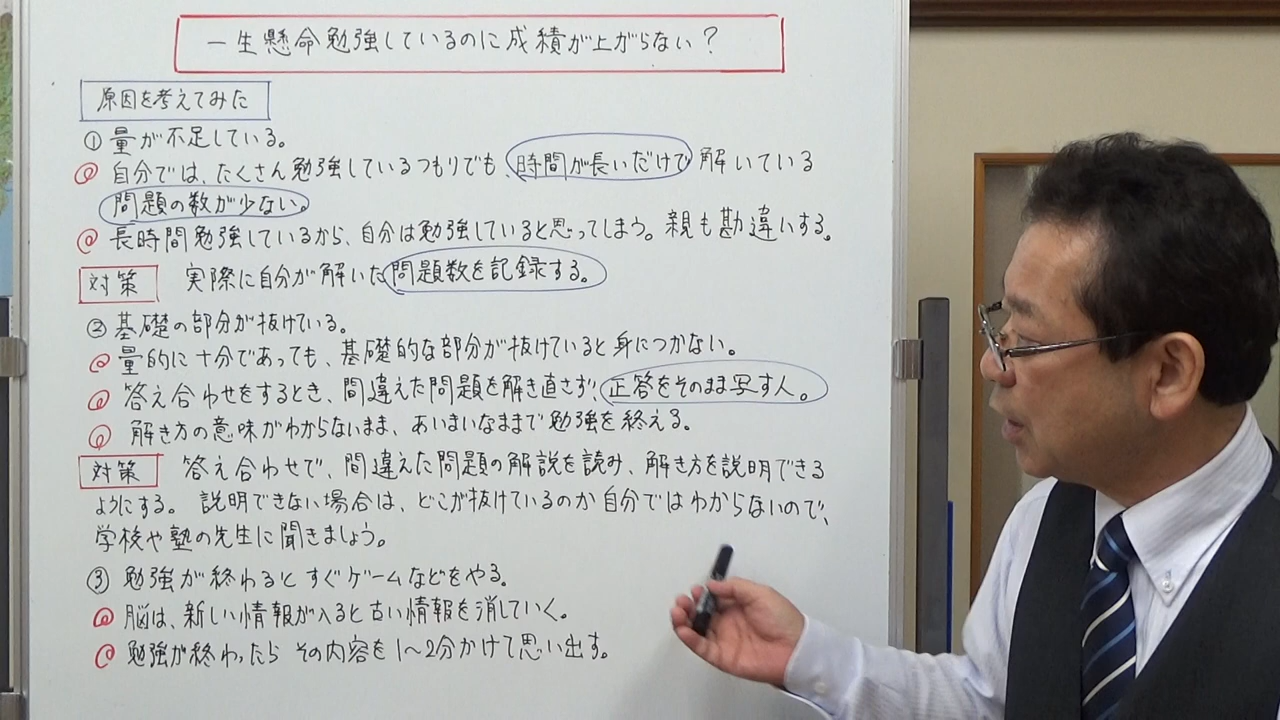 一生懸命勉強しているのに成積が上がらない？
原因を考えてみた
① 量が不足している。
自分では、たくさん勉強しているつもりでも、時間が長いだけで解いている
問題の数が少ない。
長時間勉強しているから、自分は勉強していると思ってしまう。親も勘違いする。
対策 実際に自分が解いた問題数を記録する。
② 基礎の部分が抜けている。
量的に十分であっても、基礎的な部分が抜けていると身につかない。
答え合わせをするとき、間違えた問題を解き直さず、正答をそのまま写す人。
解き方の意味がわからないまま、あいまいなままで勉強を終える。
対策 答え合わせで、間違えた問題の解説を読み、解き方を説明できる
ようにする。説明できない場合は、どこが抜けているのか自分ではわからないので、
学校や塾の先生に聞きましょう。
③ 勉強が終わるとすぐゲームなどをやる。
脳は、新しい情報が入ると古い情報を消していく。
勉強が終わったらその内容を1〜2分かけて思い出す。